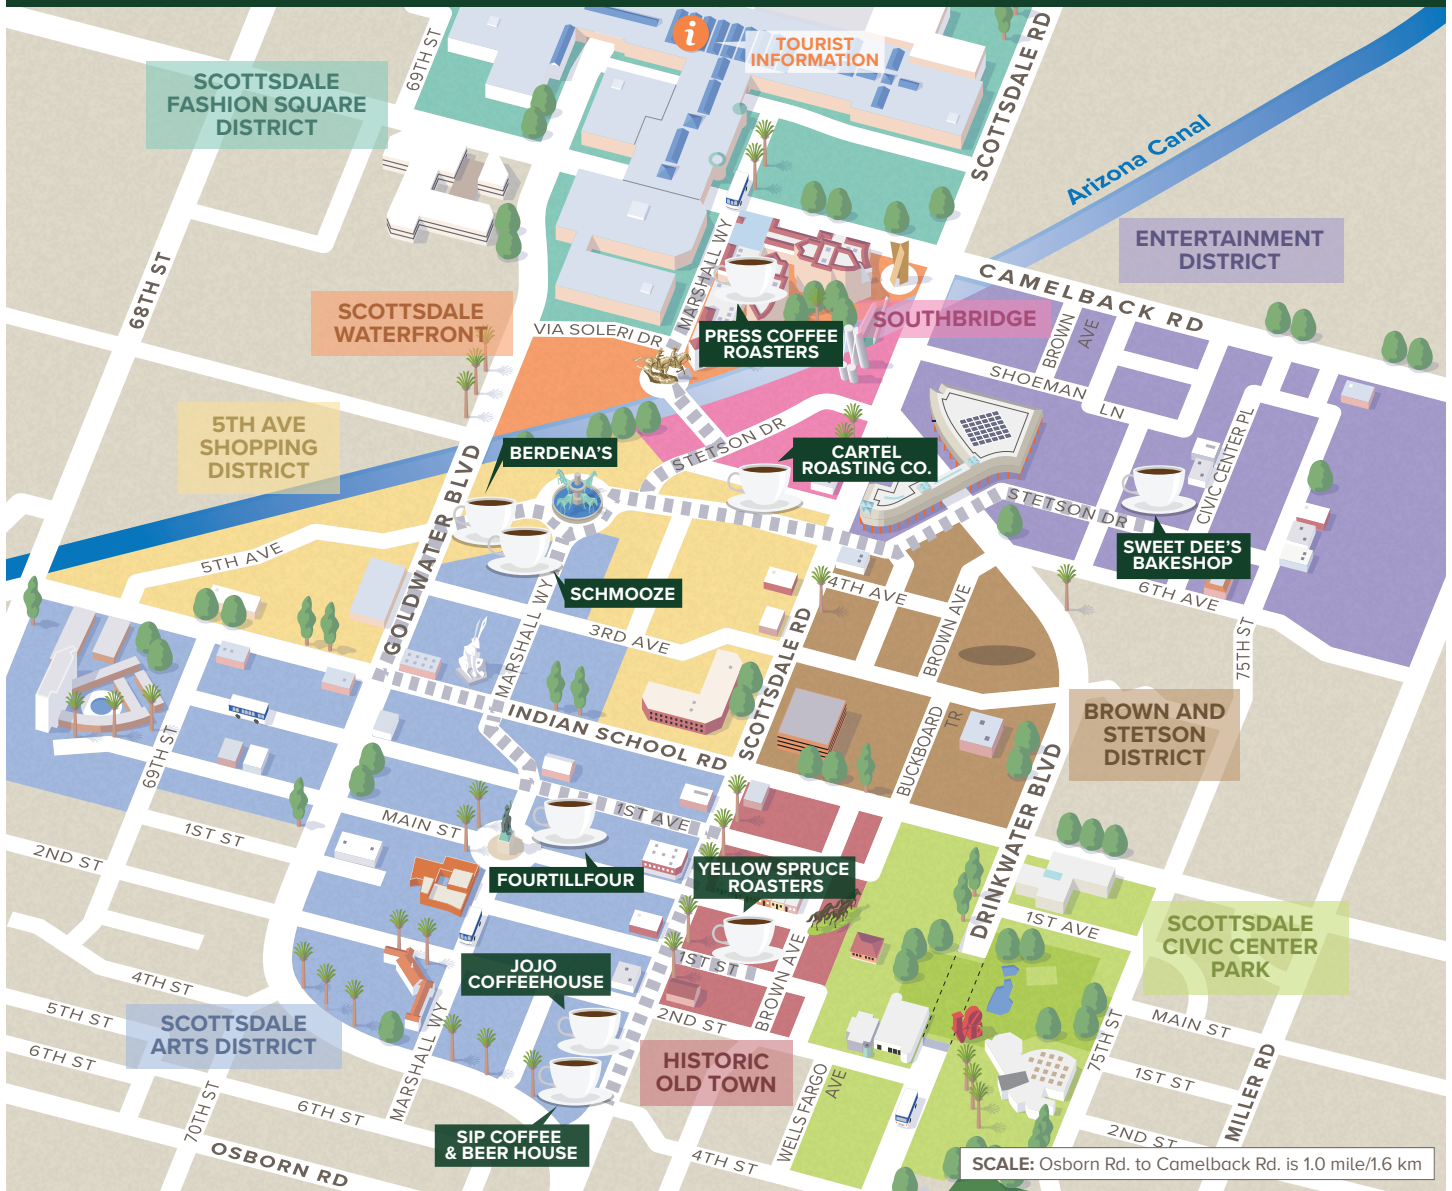 i
TOURIST
INFORMATION
69TH ST
SCOTTSDALE RD
SCOTTSDALE
FASHION SQUARE
DISTRICT
Arizona Canal
ENTERTAINMENT
DISTRICT
68TH ST
MARSHALL WY
CAMELBACK RD
SCOTTSDALE
WATERFRONT
VIA SOLERI DR
PRESS COFFEE
ROASTERS
SOUTHBRIDGE
BROWN
AVE
SHOEMAN
LN
5TH AVE
SHOPPING
DISTRICT
BERDENA'S
STETSON DR
CARTEL
ROASTING CO.
CIVIC CENTER PL
GOLDWATER BLVD
STETSON DR
SWEET DEE'S
BAKESHOP
5TH AVE
SCHMOOZE
4TH AVE
6TH AVE
MARSHALL WY
3RD AVE
BROWN AVE
SCOTTSDALE RD
75TH ST
INDIAN SCHOOL RD
BUCKBOARD
TR
BROWN AND
STETSON
DISTRICT
69TH ST
DRINKWATER BLVD
1ST AVE
MAIN ST
1ST ST
2ND ST
FOURTILLFOUR
YELLOW SPRUCE
ROASTERS
1ST AVE
SCOTTSDALE
CIVIC CENTER
PARK
1ST ST
BROWN AVE
JOJO
COFFEEHOUSE
4TH ST
5TH ST
6TH ST
SCOTTSDALE
ARTS DISTRICT
MARSHALL WY
2ND ST
HISTORIC
OLD TOWN
MAIN ST
75TH ST
1ST ST
MILLER RD
WELLS FARGO
AVE
70TH ST
6TH ST
SIP COFFEE
& BEER HOUSE
4TH ST
2ND ST
OSBORN RD
SCALE: Osborn Rd. to Camelback Rd. is 1.0 mile/1.6 km